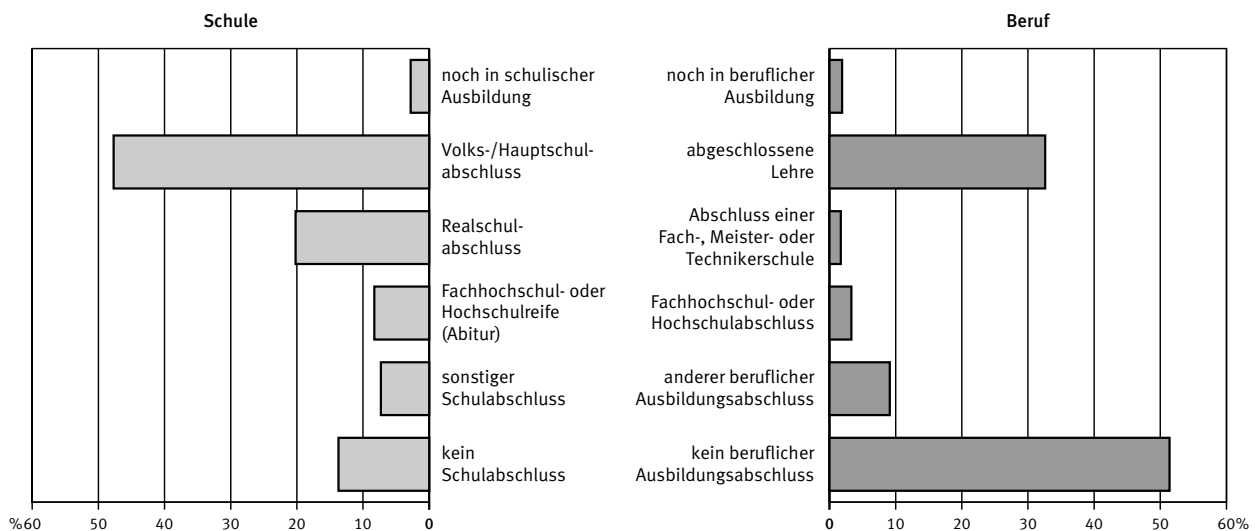 Schule
noch in schulischer
Ausbildung
Volks-/Hauptschul-
abschluss
Realschul-
abschluss
Fachhochschul- oder
Hochschulreife
(Abitur)
sonstiger
Schulabschluss
kein
Schulabschluss
%60 50 40 30 20 10 0
Beruf
noch in beruflicher
Ausbildung
abgeschlossene
Lehre
Abschluss einer
Fach-, Meister- oder
Technikerschule
Fachhochschul- oder
Hochschulabschluss
anderer beruflicher
Ausbildungsabschluss
kein beruflicher
Ausbildungsabschluss
0 10 20 30 40 50 60%